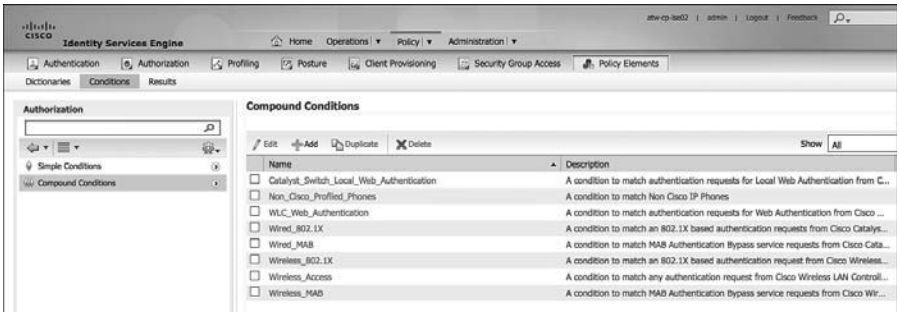 atw-cp-ise02 | admin | Logout | Feedback
CISCO
Identity Services Engine
Home Operations Policy Administration
Authentication Authorization Profiling Posture Client Provisioning Security Group Access Policy Elements
Dictionaries Conditions Results
Authorization
Simple Conditions
Compound Conditions
Compound Conditions
Edit Add Duplicate Delete
Show All
Name Description
Catalyst_Switch_Local_Web_Authentication A condition to match authentication requests for Local Web Authentication from C...
Non_Cisco_Profiled_Phones A condition to match Non Cisco IP Phones
WLC_Web_Authentication A condition to match authentication requests for Web Authentication from Cisco ...
Wired_802.1X A condition to match an 802.1X based authentication requests from Cisco Catalys...
Wired_MAB A condition to match MAB Authentication Bypass service requests from Cisco Cata...
Wireless_802.1X A condition to match an 802.1X based authentication request from Cisco Wireless...
Wireless_Access A condition to match any authentication request from Cisco Wireless LAN Controll...
Wireless_MAB A condition to match MAB Authentication Bypass service requests from Cisco Wir...